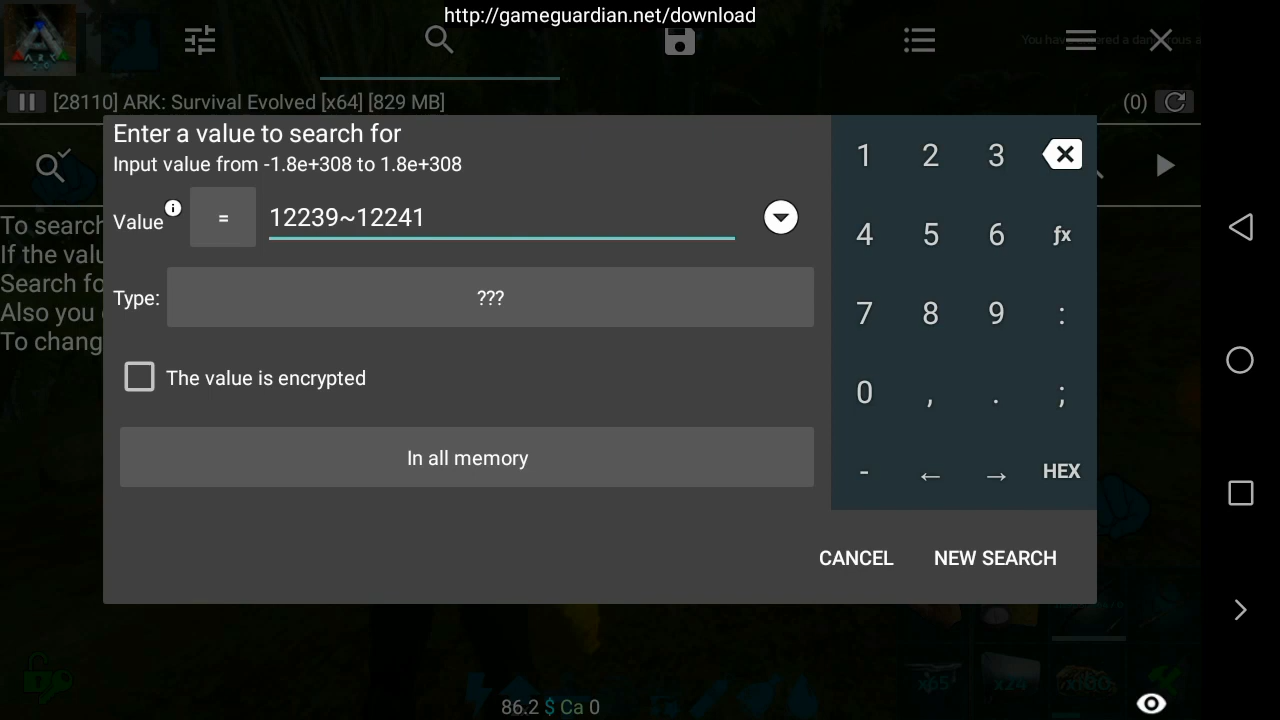 http://gameguardian.net/download
[28110] ARK: Survival Evolved [x64] [829 MB]
(0)
Enter a value to search for
Input value from -1.8e+308 to 1.8e+308
Value
=
12239~12241
Type:
???
The value is encrypted
In all memory
CANCEL
NEW SEARCH
1 2 3
4 5 6 ƒx
7 8 9 :
0 , . ;
- ← → HEX
To search
If the valu
Search fo
Also you
To chang
86.2 $ Ca 0